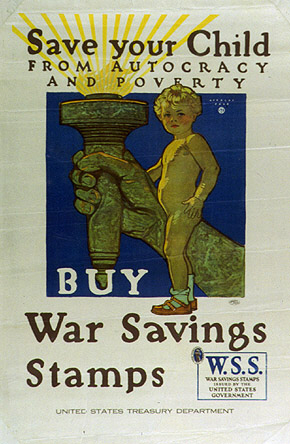 Save your Child
FROM AUTOCRACY
AND POVERTY
BUY
War Savings
Stamps
W.S.S.
WAR SAVINGS STAMPS
ISSUED BY THE
UNITED STATES
GOVERNMENT
UNITED STATES TREASURY DEPARTMENT